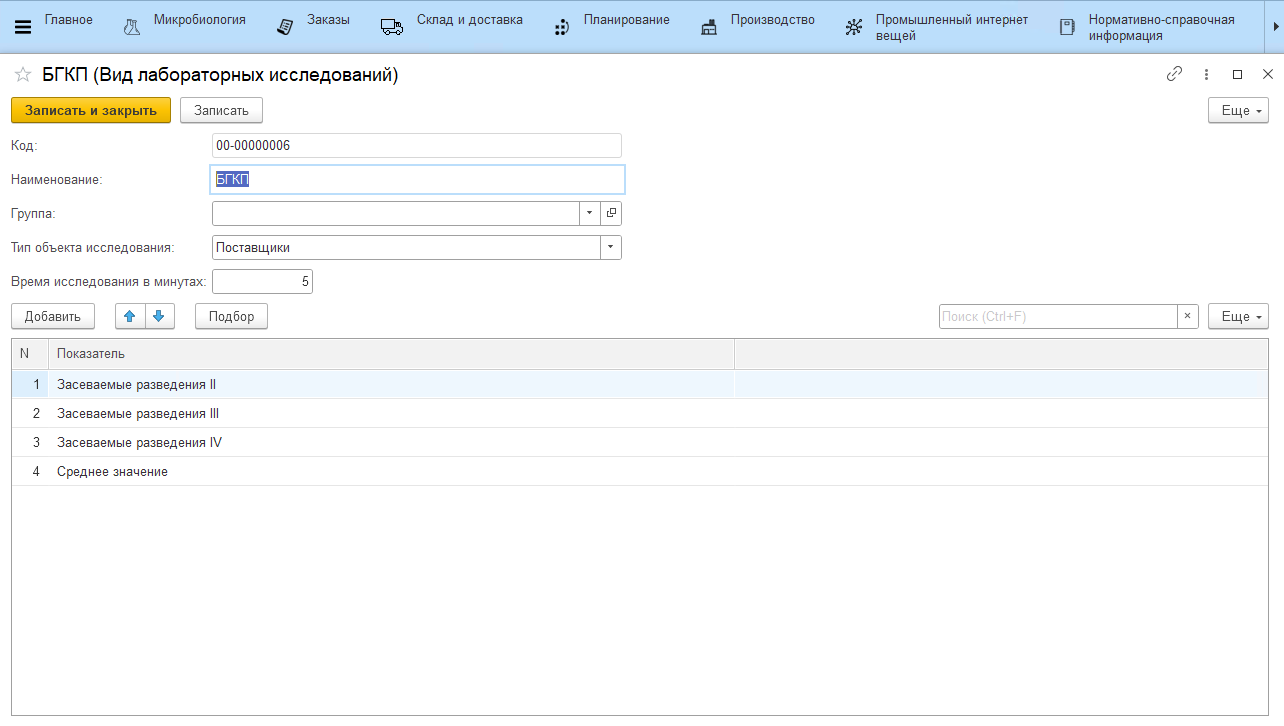 Главное
Микробиология
Заказы
Склад и доставка
Планирование
Производство
Промышленный интернет
вещей
Нормативно-справочная
информация
БГКП (Вид лабораторных исследований)
Записать и закрыть
Записать
Еще
Код:
00-00000006
Наименование:
БГКП
Группа:
Тип объекта исследования:
Поставщики
Время исследования в минутах:
5
Добавить
Подбор
Поиск (Ctrl+F)
×
Еще
N
Показатель
1 Засеваемые разведения II
2 Засеваемые разведения III
3 Засеваемые разведения IV
4 Среднее значение